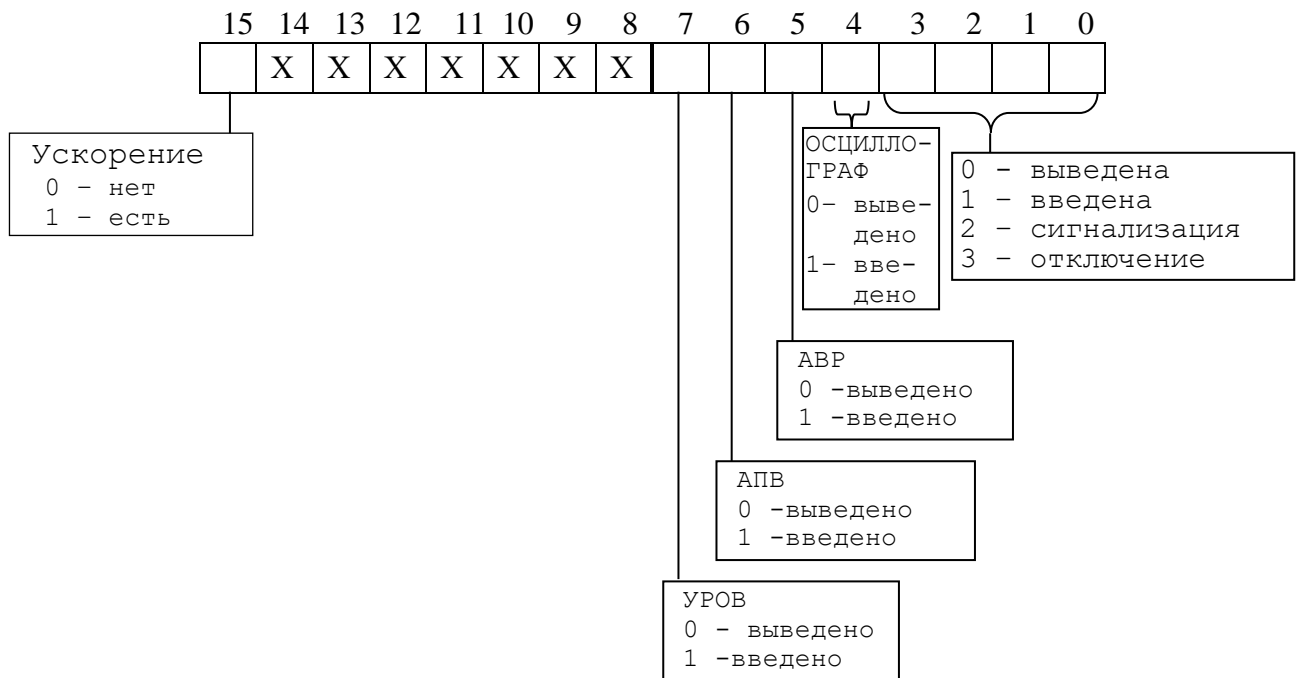 15 14 13 12 11 10 9 8 7 6 5 4 3 2 1 0
X X X X X X X
Ускорение
0 – нет
1 – есть
ОСЦИЛЛО-
ГРАФ
0– выве-
дено
1– вве-
дено
0 – выведена
1 – введена
2 – сигнализация
3 – отключение
АВР
0 -выведено
1 -введено
АПВ
0 -выведено
1 -введено
УРОВ
0 – выведено
1 -введено